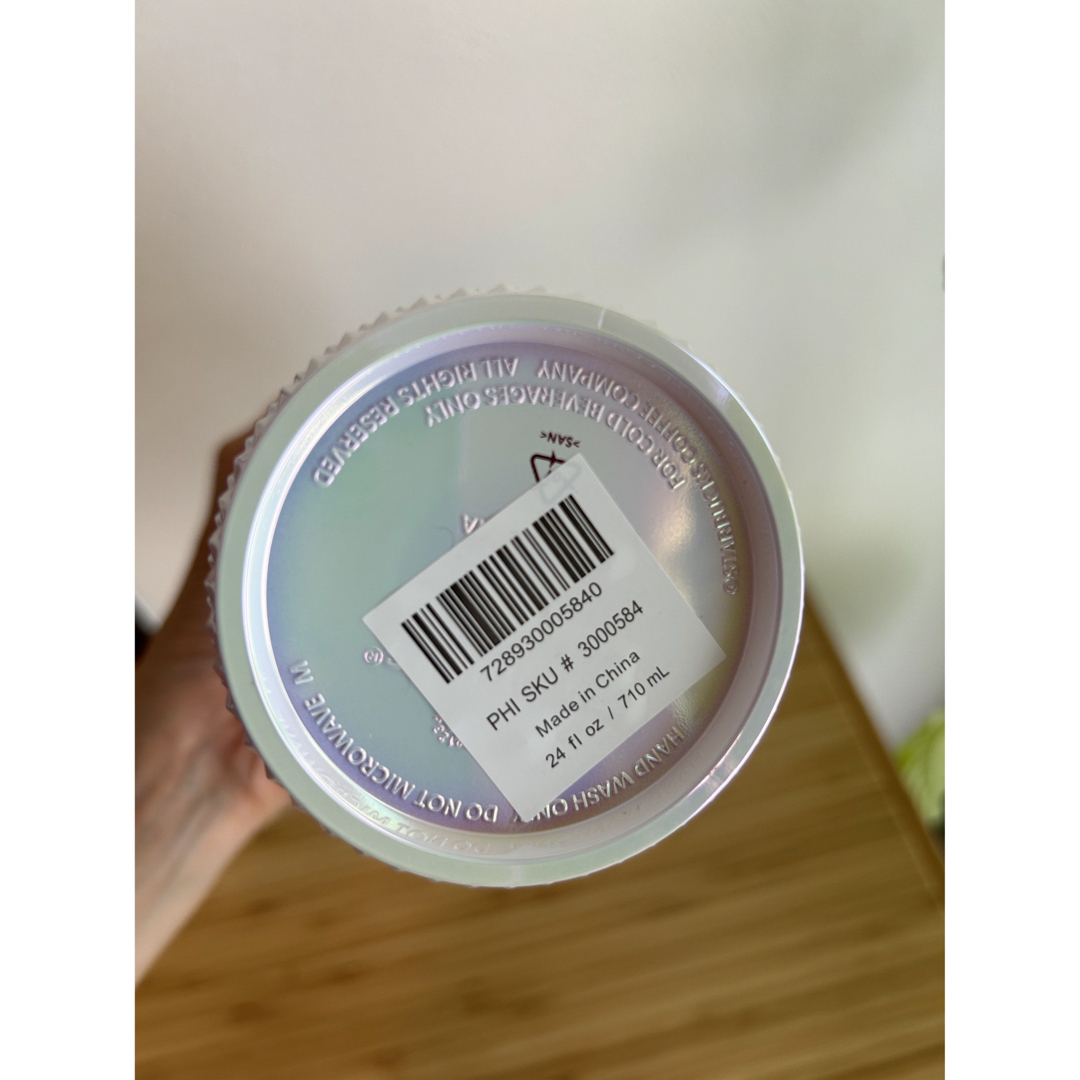 728930005840
PHI SKU # 3000584
Made in China
24 fl oz / 710 mL
STARBUCKS COFFEE COMPANY ALL RIGHTS RESERVED
FOR COLD BEVERAGES ONLY
>SAN<
HAND WASH ONLY
DO NOT MICROWAVE M